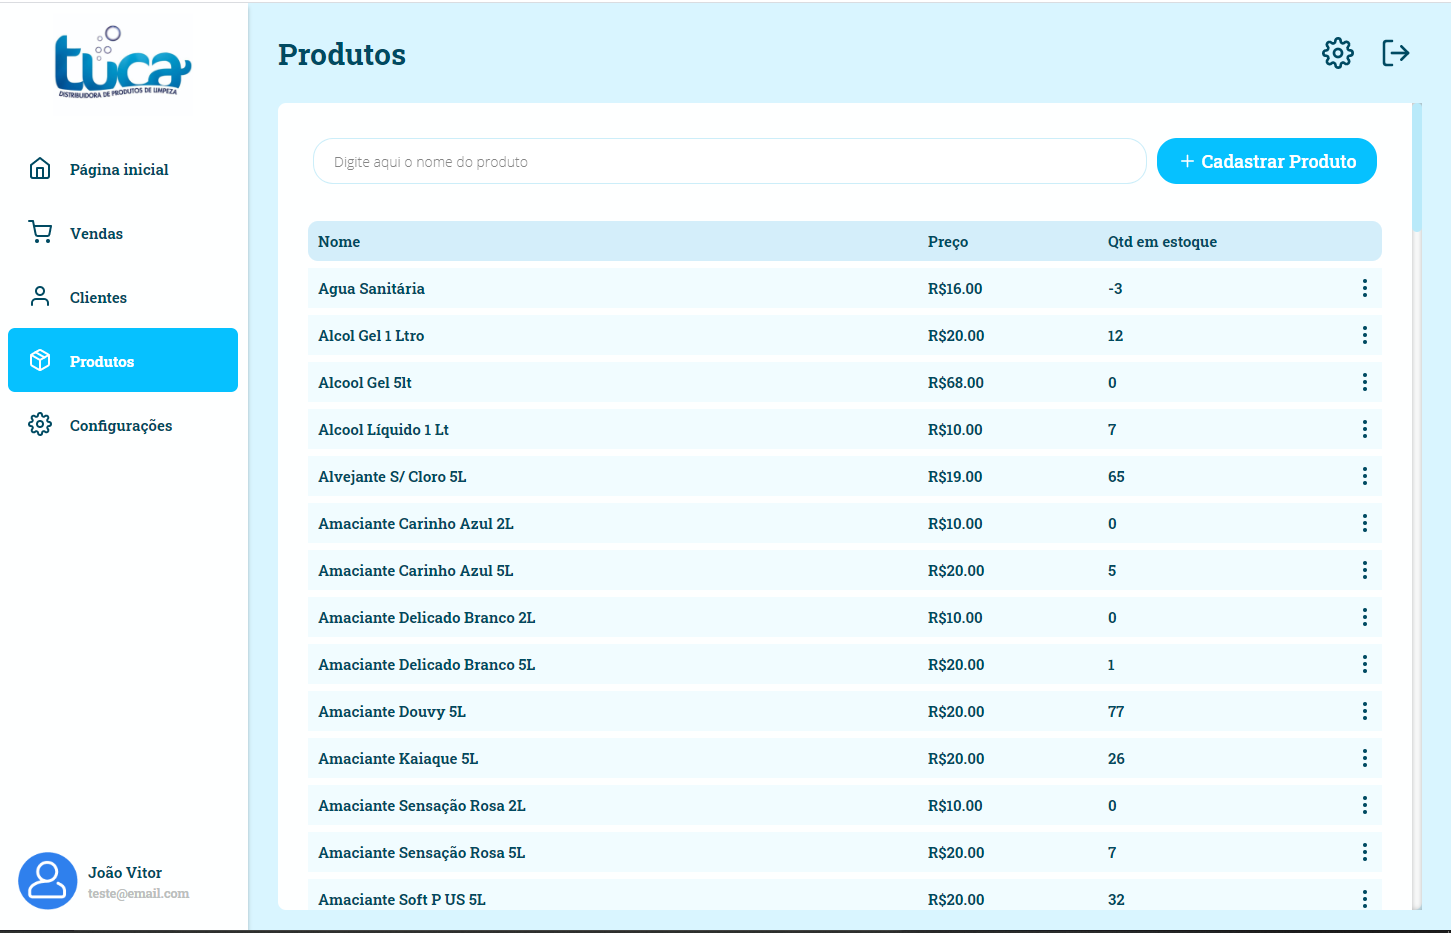 tuca
DISTRIBUIDORA DE PRODUTOS DE LIMPEZA
Página inicial
Vendas
Clientes
Produtos
Configurações
João Vitor
teste@email.com
Produtos
Digite aqui o nome do produto
+ Cadastrar Produto
Nome Preço Qtd em estoque
Agua Sanitária R$16.00 -3
Alcol Gel 1 Ltro R$20.00 12
Alcool Gel 5lt R$68.00 0
Alcool Líquido 1 Lt R$10.00 7
Alvejante S/ Cloro 5L R$19.00 65
Amaciante Carinho Azul 2L R$10.00 0
Amaciante Carinho Azul 5L R$20.00 5
Amaciante Delicado Branco 2L R$10.00 0
Amaciante Delicado Branco 5L R$20.00 1
Amaciante Douvy 5L R$20.00 77
Amaciante Kaiaque 5L R$20.00 26
Amaciante Sensação Rosa 2L R$10.00 0
Amaciante Sensação Rosa 5L R$20.00 7
Amaciante Soft P US 5L R$20.00 32